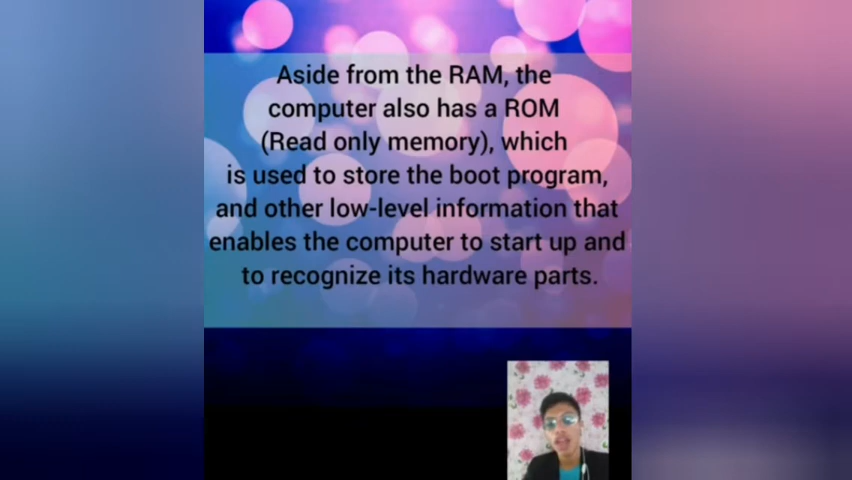 Aside from the RAM, the
computer also has a ROM
(Read only memory), which
is used to store the boot program,
and other low-level information that
enables the computer to start up and
to recognize its hardware parts.